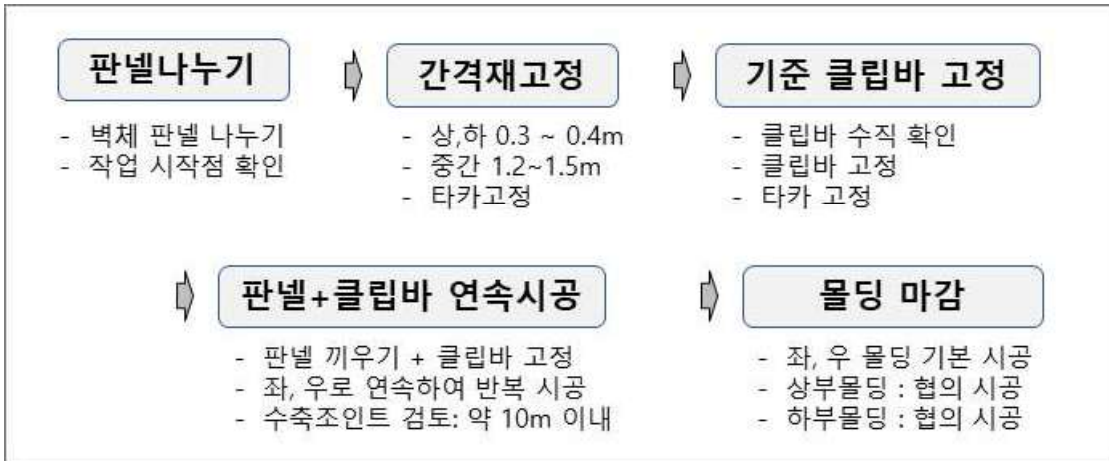 판넬나누기
- 벽체 판넬 나누기
- 작업 시작점 확인
간격재고정
- 상,하 0.3 ~ 0.4m
- 중간 1.2~1.5m
- 타카고정
기준 클립바 고정
- 클립바 수직 확인
- 클립바 고정
- 타카 고정
판넬+클립바 연속시공
- 판넬 끼우기 + 클립바 고정
- 좌, 우로 연속하여 반복 시공
- 수축조인트 검토: 약 10m 이내
몰딩 마감
- 좌, 우 몰딩 기본 시공
- 상부몰딩 : 협의 시공
- 하부몰딩 : 협의 시공